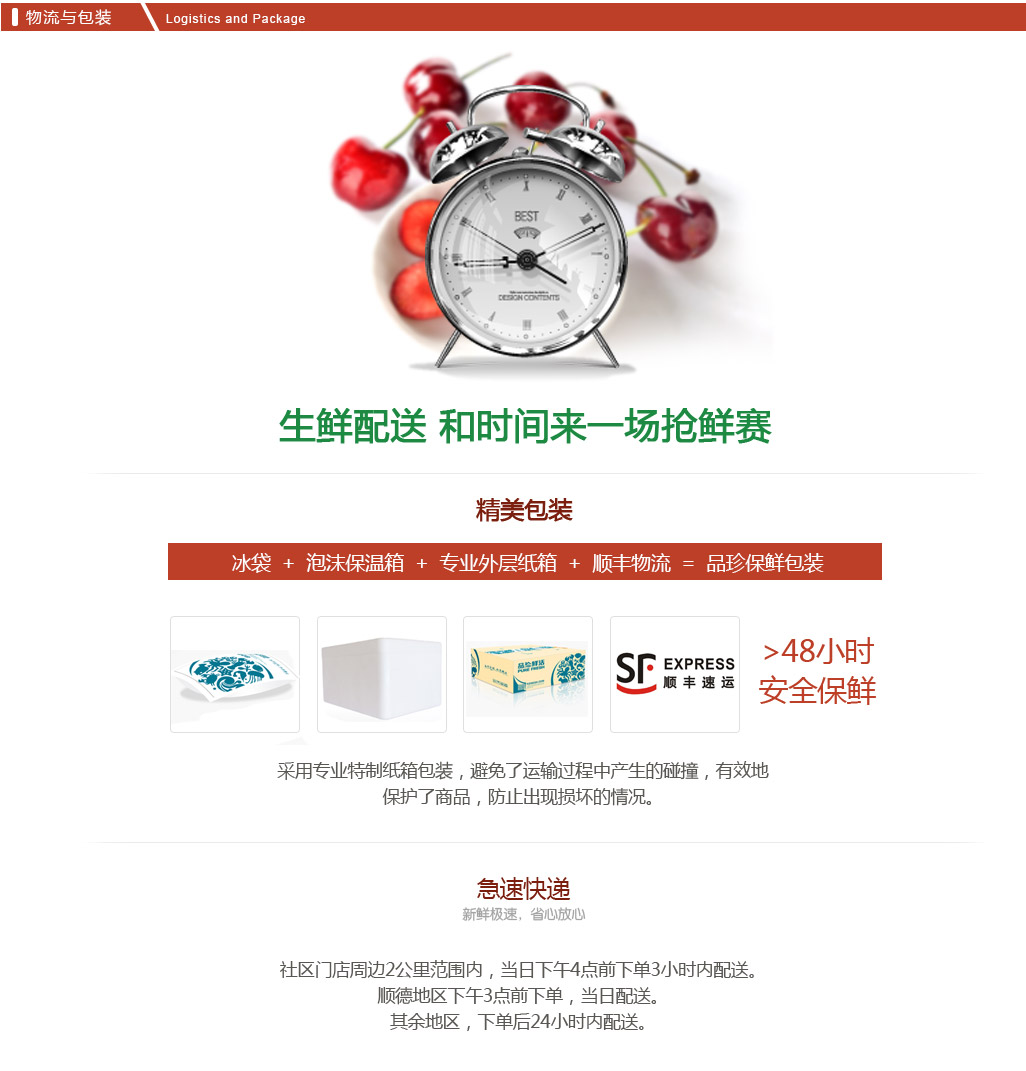 物流与包装
Logistics and Package
BEST
DESIGN CONTENTS
生鲜配送 和时间来一场抢鲜赛
精美包装
冰袋 + 泡沫保温箱 + 专业外层纸箱 + 顺丰物流 = 品珍保鲜包装
品珍鲜活
PURE FRESH
SF EXPRESS
顺丰速运
>48小时
安全保鲜
采用专业特制纸箱包装，避免了运输过程中产生的碰撞，有效地
保护了商品，防止出现损坏的情况。
急速快递
新鲜极速，省心放心
社区门店周边2公里范围内，当日下午4点前下单3小时内配送。
顺德地区下午3点前下单，当日配送。
其余地区，下单后24小时内配送。